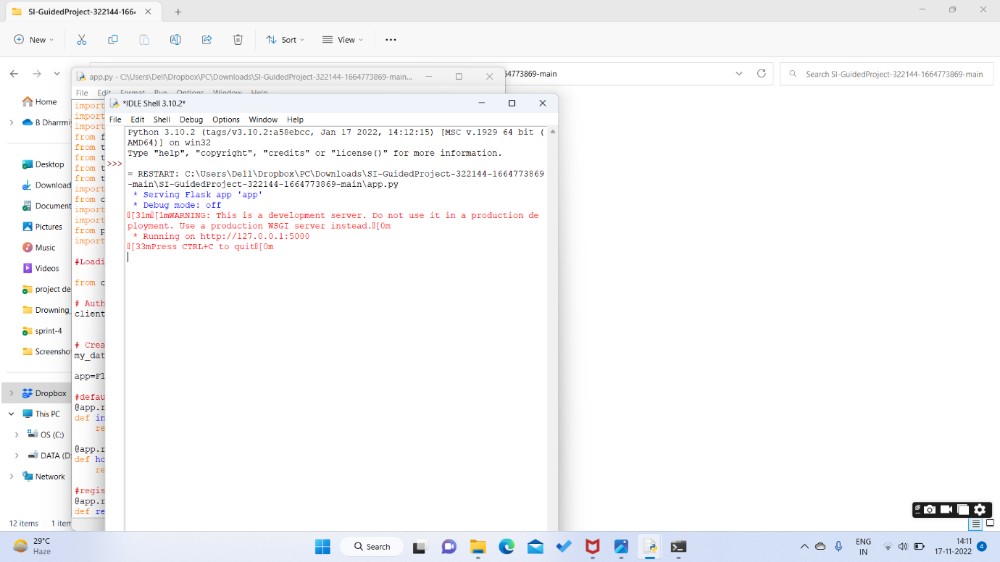 SI-GuidedProject-322144-1664
New
Sort
View
4773869-main
Search SI-GuidedProject-322144-1664773869-main
Home
B Dharrmi
Desktop
Download
Document
Pictures
Music
Videos
project de
Drowning_
sprint-4
Screensho
Dropbox
This PC
OS (C:)
DATA (D:
Network
12 items 1 item
app.py - C:\Users\Dell\Dropbox\PC\Downloads\SI-GuidedProject-322144-1664773869-main...
File Edit Format Run Options Window Help
import
import
import
from f
from t
from t
from t
from t
import
from c
import
import
from p
import
#Loadi
from c
# Auth
client
# Crea
my_dat
app=Fl
#defau
@app.r
def in
re
@app.r
def ho
re
#regis
@app.r
def re
*IDLE Shell 3.10.2*
File Edit Shell Debug Options Window Help
Python 3.10.2 (tags/v3.10.2:a58ebcc, Jan 17 2022, 14:12:15) [MSC v.1929 64 bit (
AMD64)] on win32
Type "help", "copyright", "credits" or "license()" for more information.
>>>
= RESTART: C:\Users\Dell\Dropbox\PC\Downloads\SI-GuidedProject-322144-1664773869
-main\SI-GuidedProject-322144-1664773869-main\app.py
* Serving Flask app 'app'
* Debug mode: off
[31m[1mWARNING: This is a development server. Do not use it in a production de
ployment. Use a production WSGI server instead.[0m
* Running on http://127.0.0.1:5000
[33mPress CTRL+C to quit[0m
29°C
Haze
Search
ENG
IN
14:11
17-11-2022
4